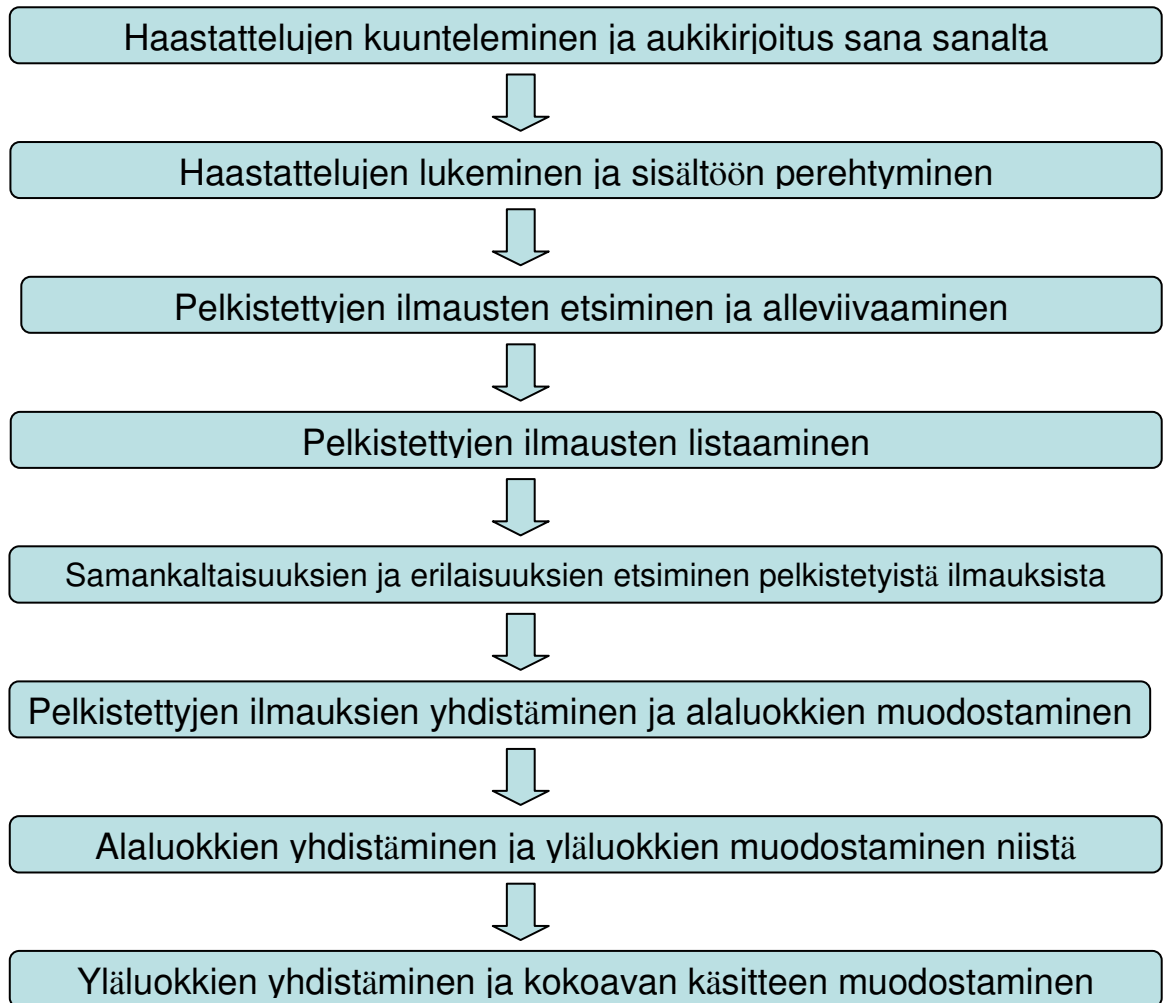 Haastattelujen kuunteleminen ja aukikirjoitus sana sanalta
Haastattelujen lukeminen ja sisältöön perehtyminen
Pelkistettyjen ilmausten etsiminen ja alleviivaaminen
Pelkistettyjen ilmausten listaaminen
Samankaltaisuuksien ja erilaisuuksien etsiminen pelkistetyistä ilmauksista
Pelkistettyjen ilmauksien yhdistäminen ja alaluokkien muodostaminen
Alaluokkien yhdistäminen ja yläluokkien muodostaminen niistä
Yläluokkien yhdistäminen ja kokoavan käsitteen muodostaminen